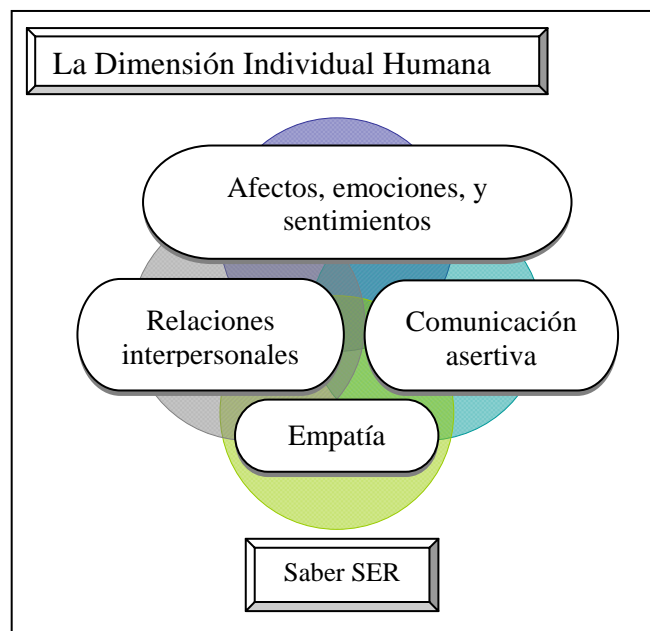 La Dimensión Individual Humana
Afectos, emociones, y
sentimientos
Relaciones
interpersonales
Comunicación
asertiva
Empatía
Saber SER